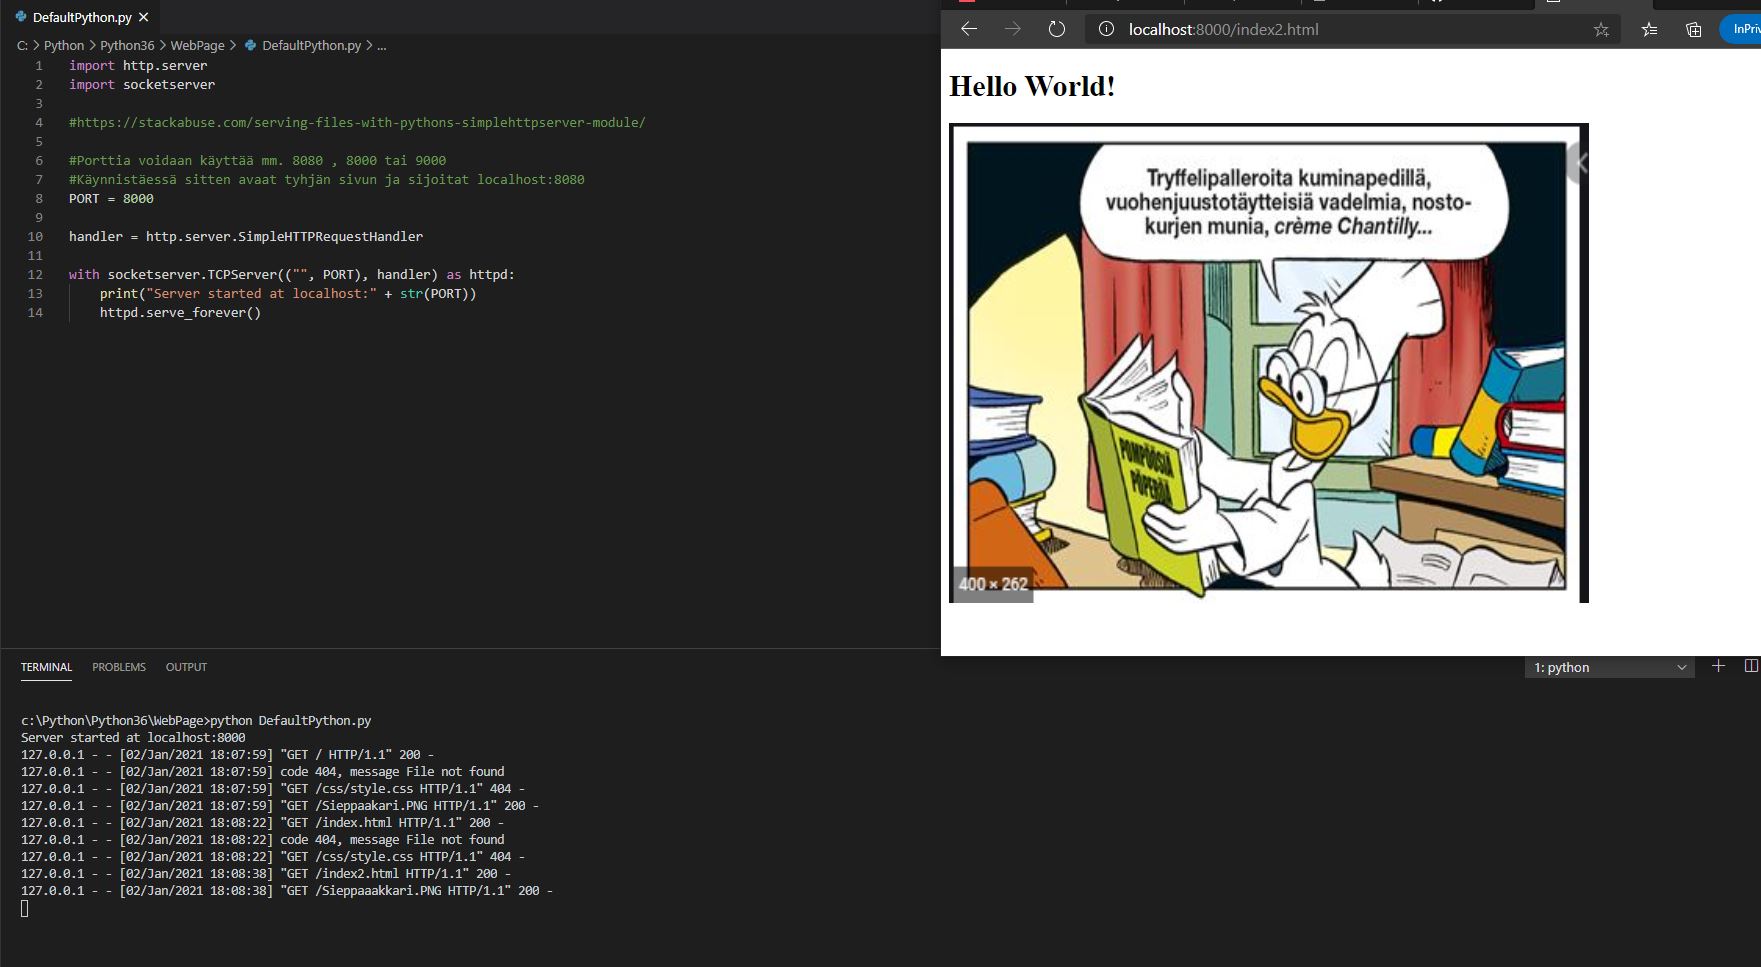 DefaultPython.py
C: > Python > Python36 > WebPage > DefaultPython.py > ...
1 import http.server
2 import socketserver
3
4 #https://stackabuse.com/serving-files-with-pythons-simplehttpserver-module/
5
6 #Porttia voidaan käyttää mm. 8080 , 8000 tai 9000
7 #Käynnistäessä sitten avaat tyhjän sivun ja sijoitat localhost:8080
8 PORT = 8000
9
10 handler = http.server.SimpleHTTPRequestHandler
11
12 with socketserver.TCPServer(("", PORT), handler) as httpd:
13 print("Server started at localhost:" + str(PORT))
14 httpd.serve_forever()
localhost:8000/index2.html
InPriv
Hello World!
Tryffelipalleroita kuminapedillä,
vuohenjuustotäytteisiä vadelmia, nosto-
kurjen munia, crème Chantilly...
POMPÖÖSIÄ
PÖPERÖÄ
400 × 262
TERMINAL PROBLEMS OUTPUT
1: python
c:\Python\Python36\WebPage>python DefaultPython.py
Server started at localhost:8000
127.0.0.1 - - [02/Jan/2021 18:07:59] "GET / HTTP/1.1" 200 -
127.0.0.1 - - [02/Jan/2021 18:07:59] code 404, message File not found
127.0.0.1 - - [02/Jan/2021 18:07:59] "GET /css/style.css HTTP/1.1" 404 -
127.0.0.1 - - [02/Jan/2021 18:07:59] "GET /Sieppaakari.PNG HTTP/1.1" 200 -
127.0.0.1 - - [02/Jan/2021 18:08:22] "GET /index.html HTTP/1.1" 200 -
127.0.0.1 - - [02/Jan/2021 18:08:22] code 404, message File not found
127.0.0.1 - - [02/Jan/2021 18:08:22] "GET /css/style.css HTTP/1.1" 404 -
127.0.0.1 - - [02/Jan/2021 18:08:38] "GET /index2.html HTTP/1.1" 200 -
127.0.0.1 - - [02/Jan/2021 18:08:38] "GET /Sieppaaakkari.PNG HTTP/1.1" 200 -